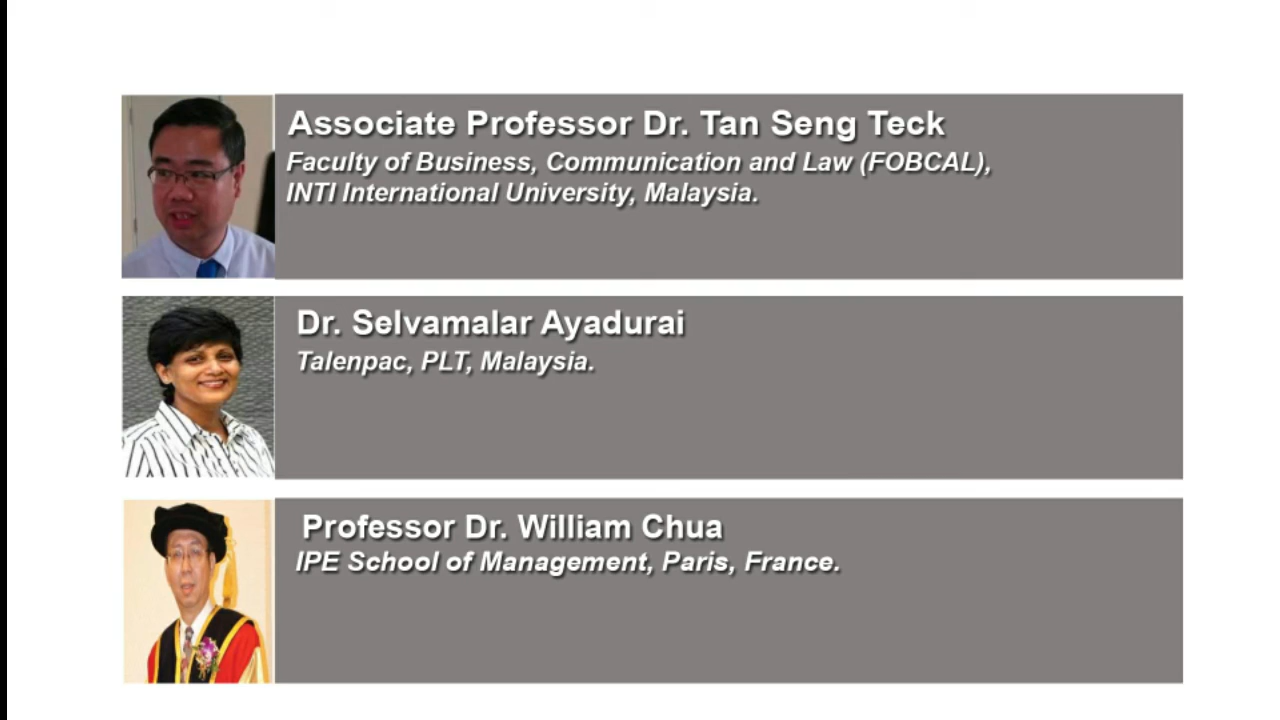 Associate Professor Dr. Tan Seng Teck
Faculty of Business, Communication and Law (FOBCAL),
INTI International University, Malaysia.
Dr. Selvamalar Ayadurai
Talenpac, PLT, Malaysia.
Professor Dr. William Chua
IPE School of Management, Paris, France.